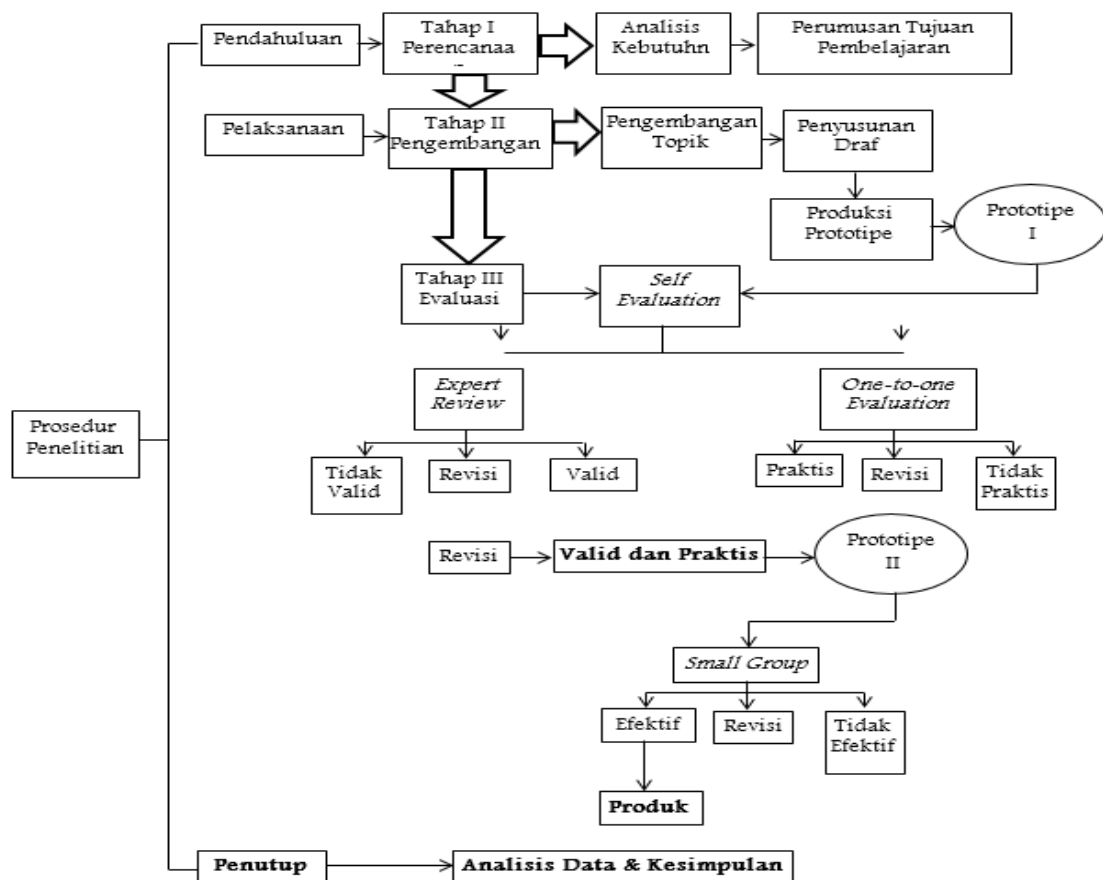 Pendahuluan
Tahap I
Perencanaa
Analisis
Kebutuhn
Perumusan Tujuan
Pembelajaran
Pelaksanaan
Tahap II
Pengembangan
Pengembangan
Topik
Penyusunan
Draf
Produksi
Prototipe
Prototipe
I
Tahap III
Evaluasi
Self
Evaluation
Expert
Review
One-to-one
Evaluation
Prosedur
Penelitian
Tidak
Valid
Revisi
Valid
Praktis
Revisi
Tidak
Praktis
Revisi
Valid dan Praktis
Prototipe
II
Small Group
Efektif
Revisi
Tidak
Efektif
Produk
Penutup
Analisis Data & Kesimpulan